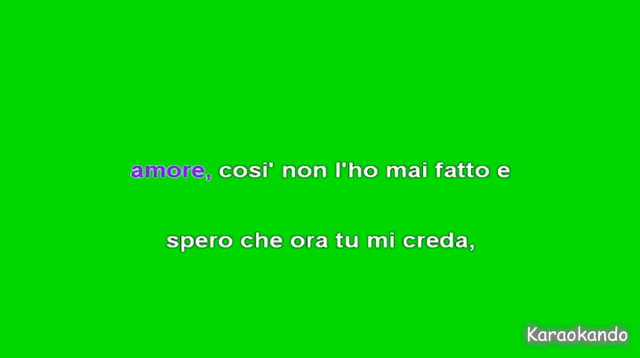 amore, cosi' non l'ho mai fatto e
spero che ora tu mi creda,
Karaokando